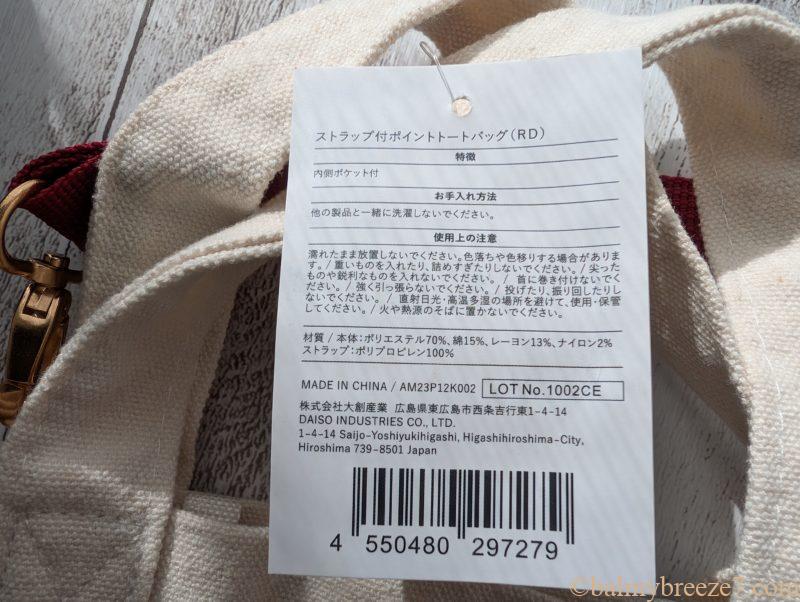 ストラップ付ポイントトートバッグ(RD)
特徴
内側ポケット付
お手入れ方法
他の製品と一緒に洗濯しないでください。
使用上の注意
濡れたまま放置しないでください。色落ちや色移りする場合がありま
す。/ 重いものを入れたり、詰めすぎたりしないでください。/ 尖った
ものや鋭利なものを入れないでください。/ 首に巻き付けないでくだ
さい。/ 強く引っ張らないでください。/ 投げたり、振り回したりし
ないでください。/ 直射日光・高温多湿の場所を避けて、使用・保管
してください。/ 火や熱源のそばに置かないでください。
材質 / 本体:ポリエステル70%、綿15%、レーヨン13%、ナイロン2%
ストラップ:ポリプロピレン100%
MADE IN CHINA / AM23P12K002 LOT No.1002CE
株式会社大創産業 広島県東広島市西条吉行東1-4-14
DAISO INDUSTRIES CO., LTD.
1-4-14 Saijo-Yoshiyukihigashi, Higashihiroshima-City,
Hiroshima 739-8501 Japan
4 550480 297279
©balmybreeze7.com